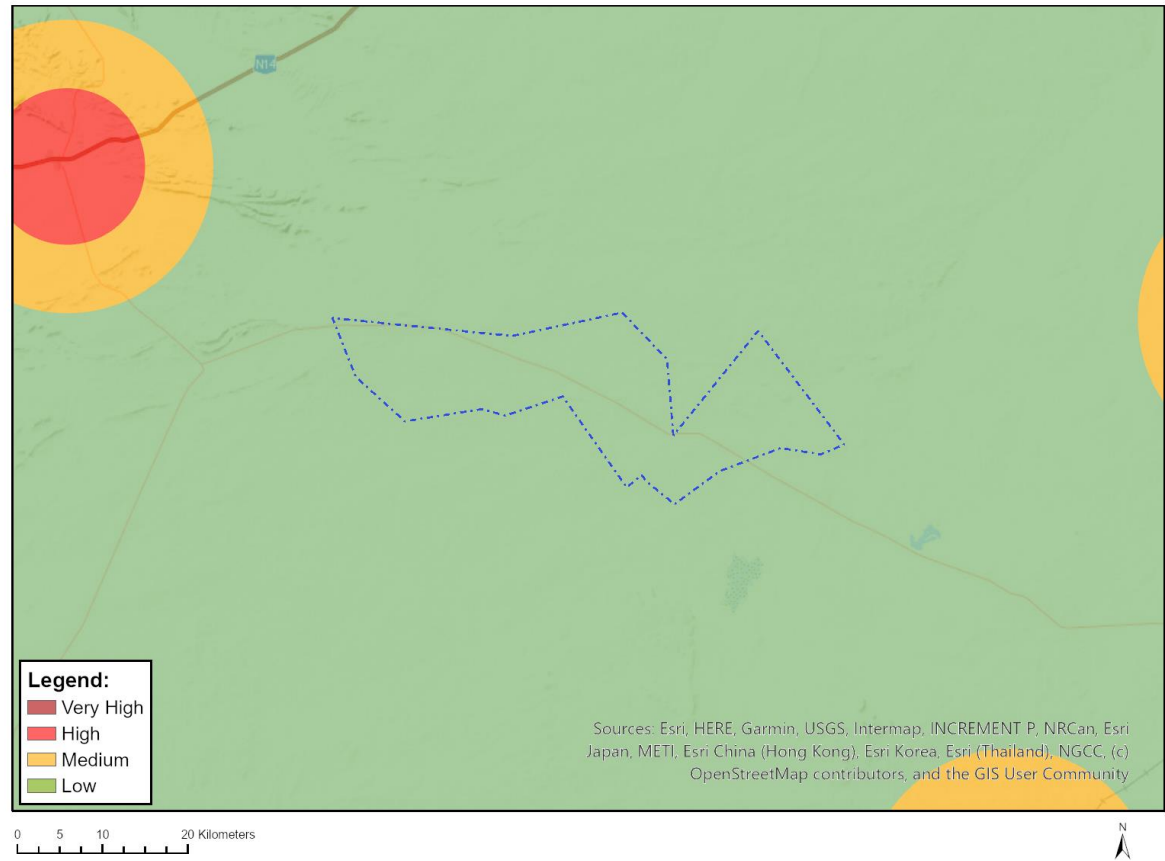 N14
Legend:
Very High
High
Medium
Low
Sources: Esri, HERE, Garmin, USGS, Intermap, INCREMENT P, NRCan, Esri
Japan, METI, Esri China (Hong Kong), Esri Korea, Esri (Thailand), NGCC, (c)
OpenStreetMap contributors, and the GIS User Community
0 5 10 20 Kilometers
N